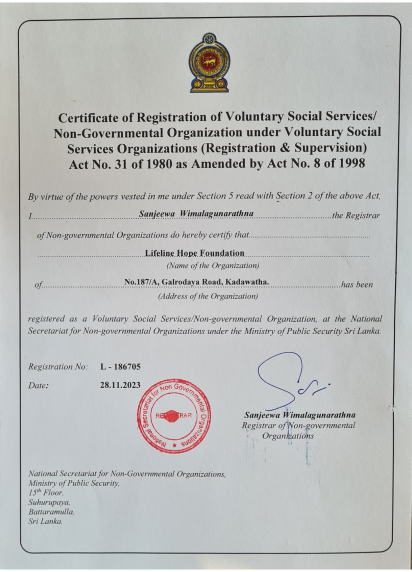 Certificate of Registration of Voluntary Social Services/
Non-Governmental Organization under Voluntary Social
Services Organizations (Registration & Supervision)
Act No. 31 of 1980 as Amended by Act No. 8 of 1998
By virtue of the powers vested in me under Section 5 read with Section 2 of the above Act,
I Sanjeewa Wimalagunarathna the Registrar
of Non-governmental Organizations do hereby certify that
Lifeline Hope Foundation
(Name of the Organization)
of No.187/A, Galrodaya Road, Kadawatha. has been
(Address of the Organization)
registered as a Voluntary Social Services/Non-governmental Organization, at the National
Secretariat for Non-governmental Organizations under the Ministry of Public Security Sri Lanka.
Registration No: L - 186705
Date: 28.11.2023
National Secretariat for Non Governmental Organizations
REGISTRAR
Sanjeewa Wimalagunarathna
Registrar of Non-governmental
Organizations
National Secretariat for Non-Governmental Organizations,
Ministry of Public Security,
15th Floor,
Suhurupaya,
Battaramulla,
Sri Lanka.